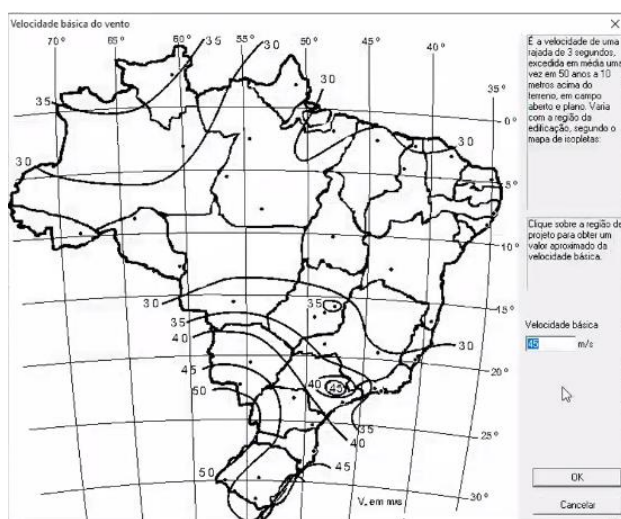 Velocidade básica do vento
70° 65° 60° 55° 50° 45° 40°
35°
0°
5°
10°
15°
20°
25°
30°
35
30
30
35
30
30
30
35
40
45
50
35
30
40
45
35
40
45
50
V. em m/s
É a velocidade de uma
rajada de 3 segundos,
excedida em média uma
vez em 50 anos a 10
metros acima do
terreno, em campo
aberto e plano. Varia
com a região da
edificação, segundo o
mapa de isopletas:
Clique sobre a região de
projeto para obter um
valor aproximado da
velocidade básica.
Velocidade básica
45 m/s
OK
Cancelar